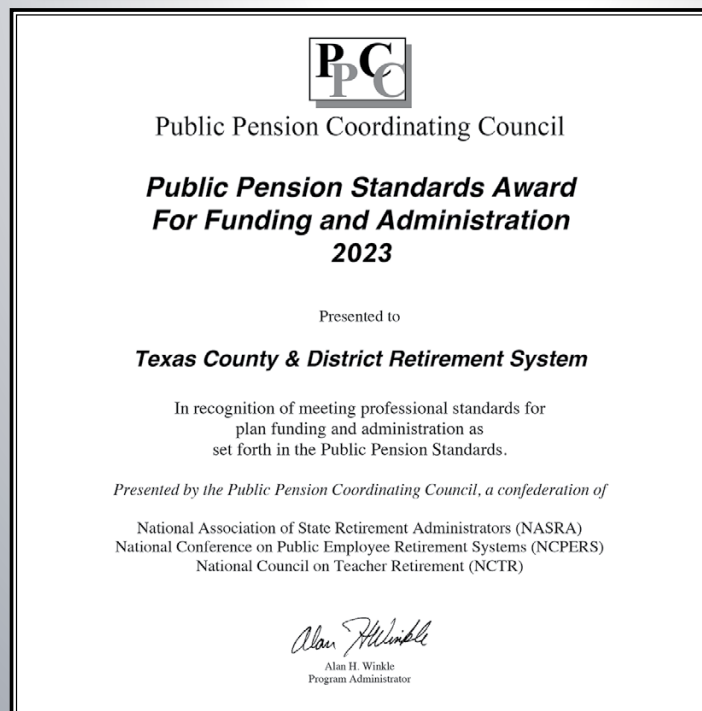 PPCC
Public Pension Coordinating Council
Public Pension Standards Award
For Funding and Administration
2023
Presented to
Texas County & District Retirement System
In recognition of meeting professional standards for
plan funding and administration as
set forth in the Public Pension Standards.
Presented by the Public Pension Coordinating Council, a confederation of
National Association of State Retirement Administrators (NASRA)
National Conference on Public Employee Retirement Systems (NCPERS)
National Council on Teacher Retirement (NCTR)
Alan H Winkle
Alan H. Winkle
Program Administrator